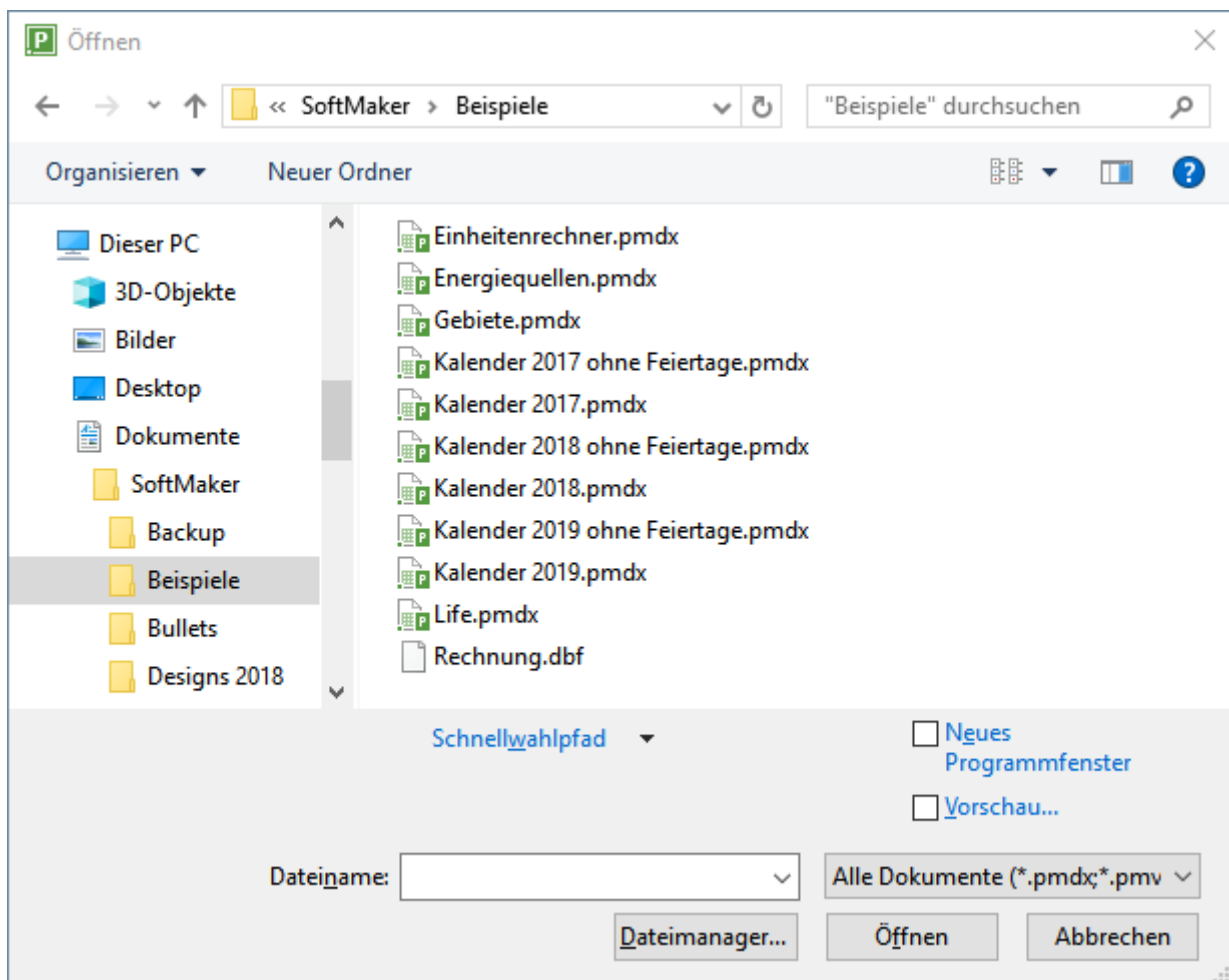 Öffnen
« SoftMaker > Beispiele
"Beispiele" durchsuchen
Organisieren
Neuer Ordner
Dieser PC
3D-Objekte
Bilder
Desktop
Dokumente
SoftMaker
Backup
Beispiele
Bullets
Designs 2018
Einheitenrechner.pmdx
Energiequellen.pmdx
Gebiete.pmdx
Kalender 2017 ohne Feiertage.pmdx
Kalender 2017.pmdx
Kalender 2018 ohne Feiertage.pmdx
Kalender 2018.pmdx
Kalender 2019 ohne Feiertage.pmdx
Kalender 2019.pmdx
Life.pmdx
Rechnung.dbf
Schnellwahlpfad
Neues
Programmfenster
Vorschau...
Dateiname:
Alle Dokumente (*.pmdx;*.pmv
Dateimanager...
Öffnen
Abbrechen